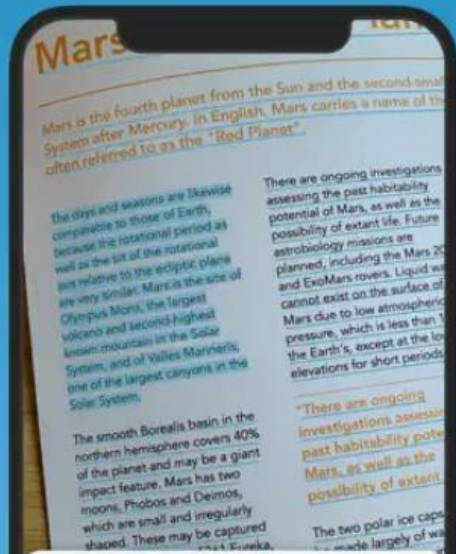 Mars
Mars is the fourth planet from the Sun and the second-smal
System after Mercury. In English, Mars carries a name of the
often referred to as the "Red Planet".
The days and seasons are likewise
comparable to those of Earth,
because the rotational period as
well as the tilt of the rotational
axis relative to the ecliptic plane
are very similar. Mars is the site of
Olympus Mons, the largest
volcano and second-highest
known mountain in the Solar
System, and of Valles Marineris,
one of the largest canyons in the
Solar System.
The smooth Borealis basin in the
northern hemisphere covers 40%
of the planet and may be a giant
impact feature. Mars has two
moons, Phobos and Deimos,
which are small and irregularly
shaped. These may be captured
Eureka,
There are ongoing investigations
assessing the past habitability
potential of Mars, as well as the
possibility of extant life. Future
astrobiology missions are
planned, including the Mars 20
and ExoMars rovers. Liquid wa
cannot exist on the surface of
Mars due to low atmospheric
pressure, which is less than 1
the Earth's, except at the low
elevations for short periods
"There are ongoing
investigations assessin
past habitability pote
Mars, as well as the
possibility of extant
The two polar ice caps
made largely of wa